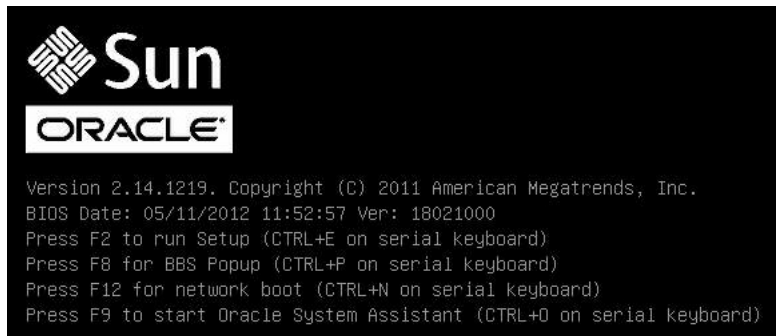 Sun
ORACLE
Version 2.14.1219. Copyright (C) 2011 American Megatrends, Inc.
BIOS Date: 05/11/2012 11:52:57 Ver: 18021000
Press F2 to run Setup (CTRL+E on serial keyboard)
Press F8 for BBS Popup (CTRL+P on serial keyboard)
Press F12 for network boot (CTRL+N on serial keyboard)
Press F9 to start Oracle System Assistant (CTRL+O on serial keyboard)